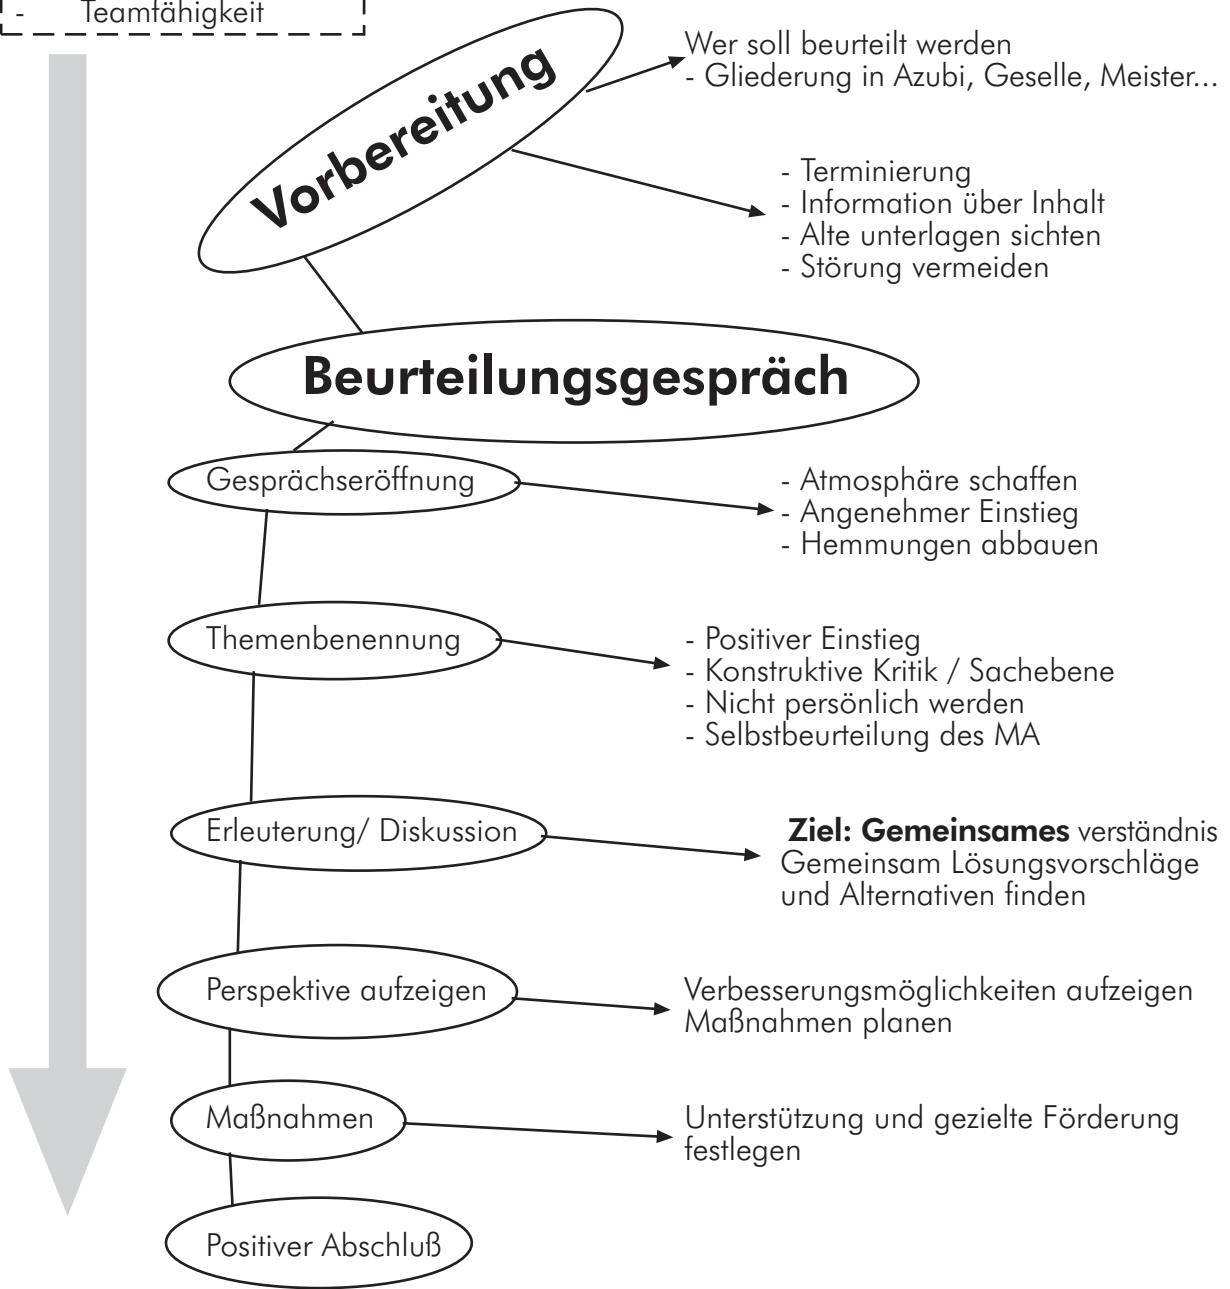 - Teamfähigkeit
Vorbereitung
Wer soll beurteilt werden
- Gliederung in Azubi, Geselle, Meister...
- Terminierung
- Information über Inhalt
- Alte unterlagen sichten
- Störung vermeiden
Beurteilungsgespräch
Gesprächseröffnung
- Atmosphäre schaffen
- Angenehmer Einstieg
- Hemmungen abbauen
Themenbenennung
- Positiver Einstieg
- Konstruktive Kritik / Sachebene
- Nicht persönlich werden
- Selbstbeurteilung des MA
Erleuterung/ Diskussion
Ziel: Gemeinsames verständnis
Gemeinsam Lösungsvorschläge
und Alternativen finden
Perspektive aufzeigen
Verbesserungsmöglichkeiten aufzeigen
Maßnahmen planen
Maßnahmen
Unterstützung und gezielte Förderung
festlegen
Positiver Abschluß